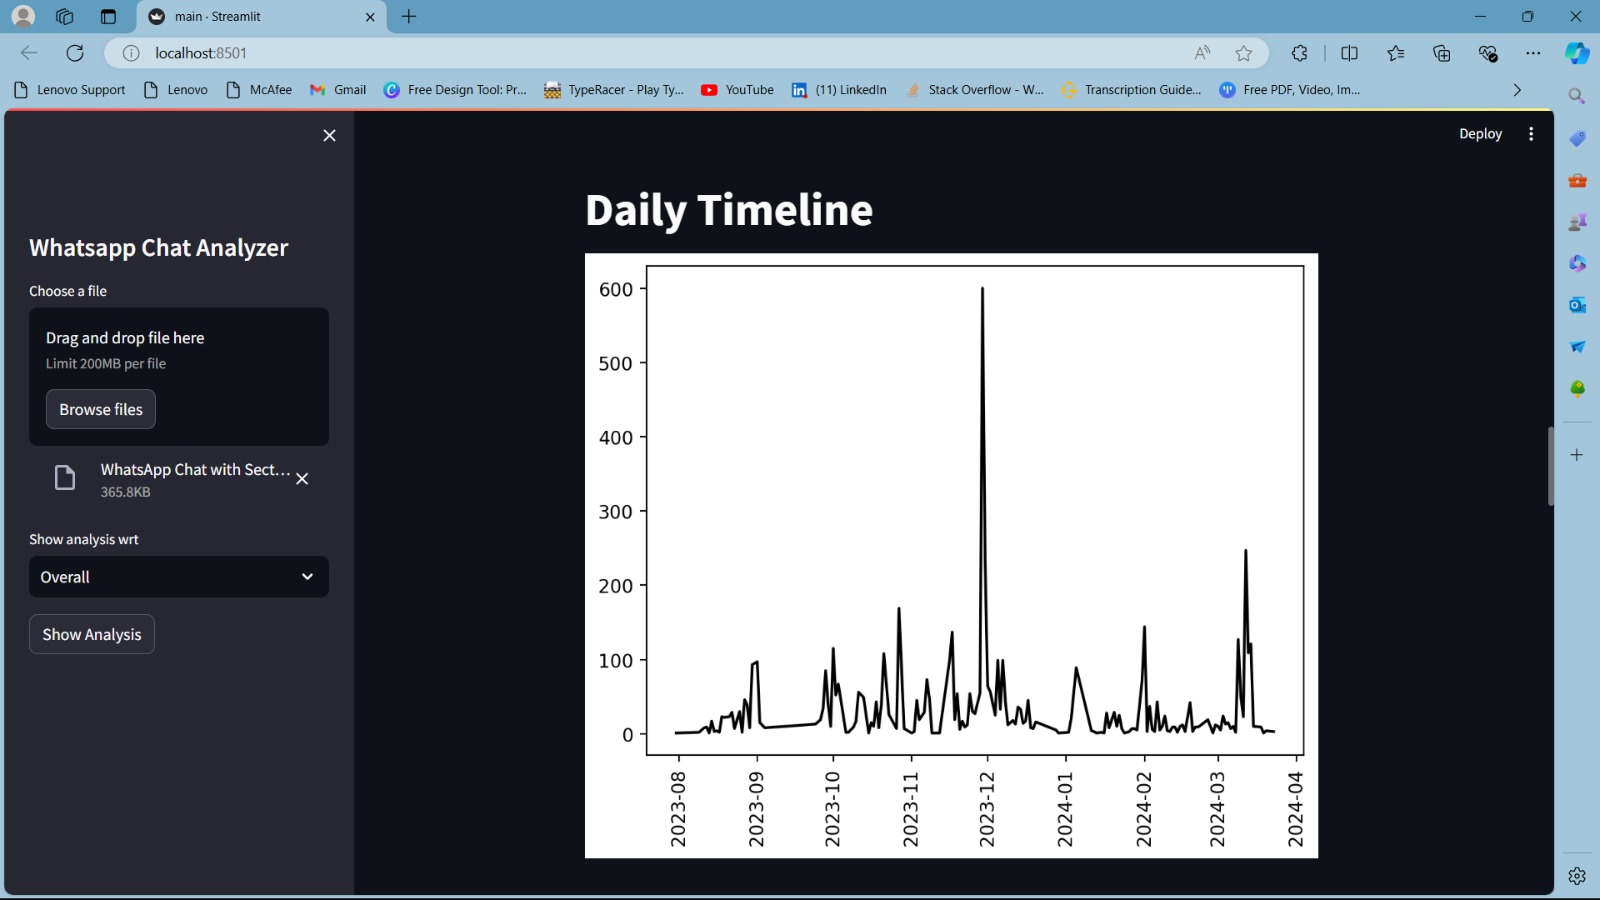 main · Streamlit
localhost:8501
Lenovo Support
Lenovo
McAfee
Gmail
Free Design Tool: Pr...
TypeRacer - Play Ty...
YouTube
(11) LinkedIn
Stack Overflow - W...
Transcription Guide...
Free PDF, Video, Im...
Deploy
Whatsapp Chat Analyzer
Choose a file
Drag and drop file here
Limit 200MB per file
Browse files
WhatsApp Chat with Sect...
365.8KB
Show analysis wrt
Overall
Show Analysis
Daily Timeline
600
500
400
300
200
100
0
2023-08
2023-09
2023-10
2023-11
2023-12
2024-01
2024-02
2024-03
2024-04